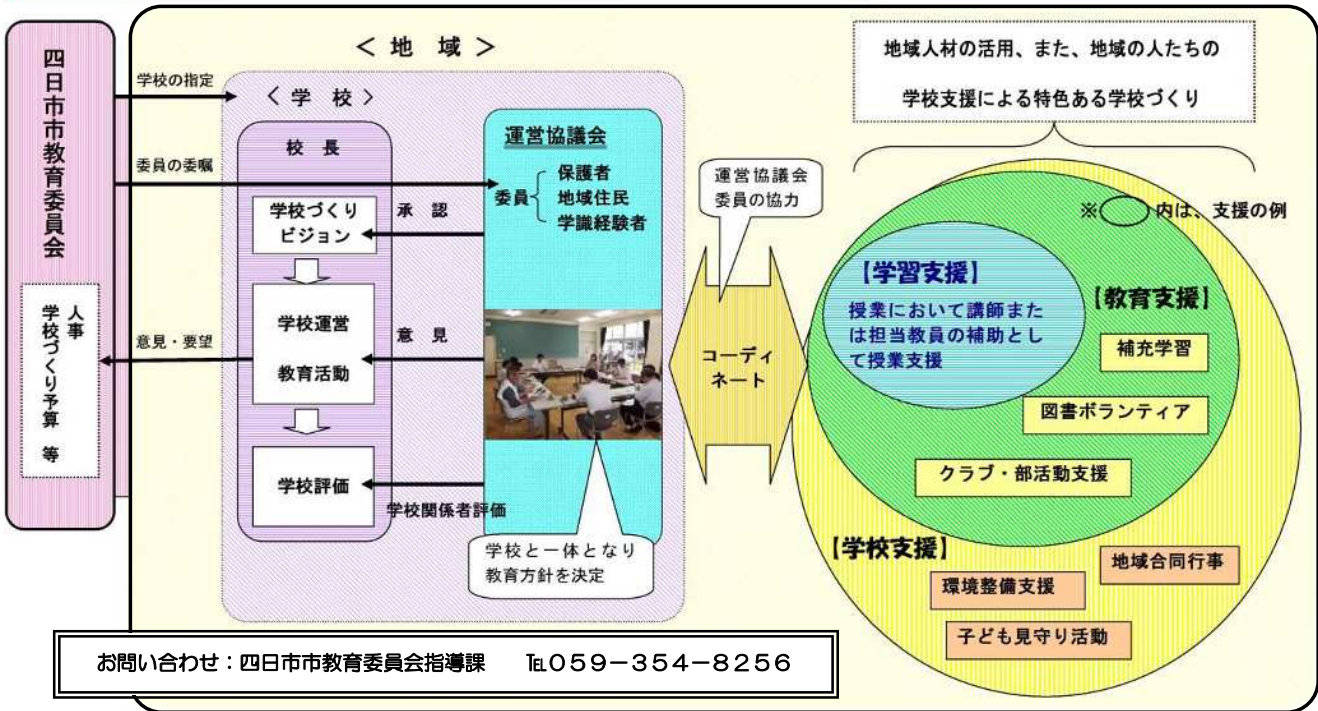 四日市市教育委員会
人事
学校づくり予算 等
学校の指定
委員の委嘱
意見・要望
＜ 地 域 ＞
＜ 学 校 ＞
校 長
学校づくり
ビジョン
学校運営
教育活動
学校評価
承 認
意 見
学校関係者評価
運営協議会
委員
保護者
地域住民
学識経験者
学校と一体となり
教育方針を決定
運営協議会
委員の協力
コーディ
ネート
地域人材の活用、また、地域の人たちの
学校支援による特色ある学校づくり
※ 内は、支援の例
【学習支援】
授業において講師また
は担当教員の補助とし
て授業支援
【教育支援】
補充学習
図書ボランティア
クラブ・部活動支援
【学校支援】
地域合同行事
環境整備支援
子ども見守り活動
お問い合わせ：四日市市教育委員会指導課 ℡０５９－３５４－８２５６